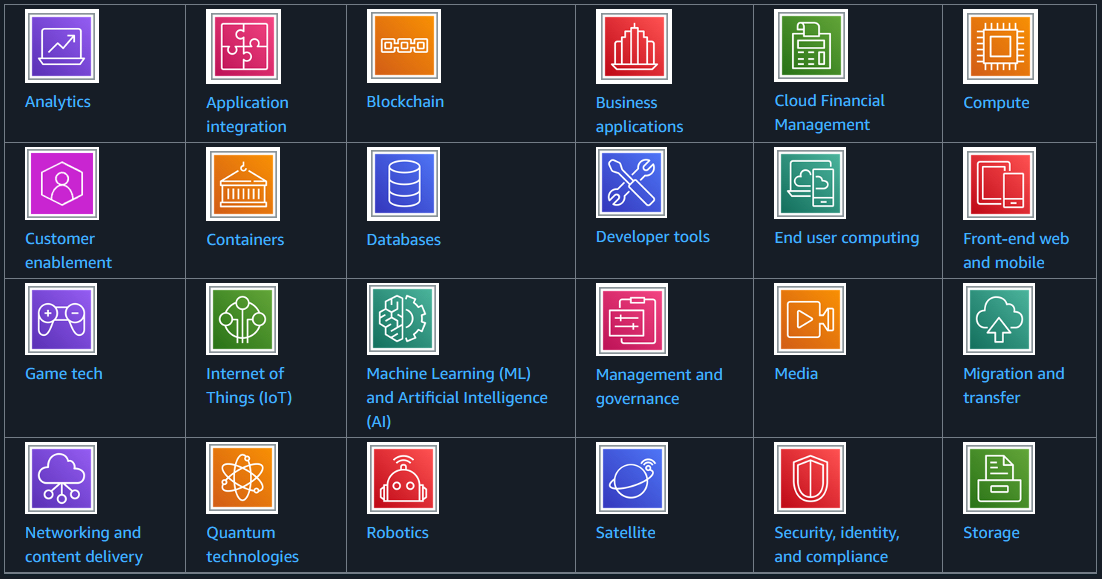 Analytics
Application
integration
Blockchain
Business
applications
Cloud Financial
Management
Compute
Customer
enablement
Containers
Databases
Developer tools
End user computing
Front-end web
and mobile
Game tech
Internet of
Things (IoT)
Machine Learning (ML)
and Artificial Intelligence
(AI)
Management and
governance
Media
Migration and
transfer
Networking and
content delivery
Quantum
technologies
Robotics
Satellite
Security, identity,
and compliance
Storage